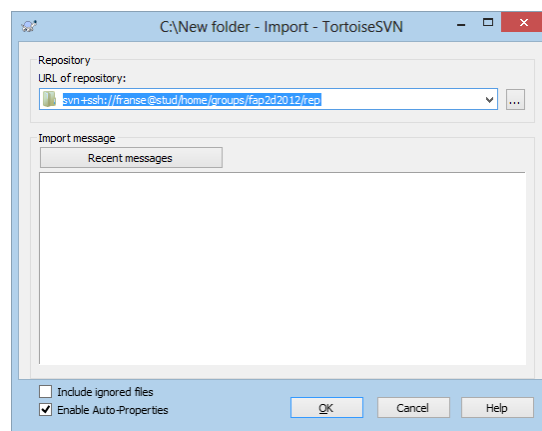 C:\New folder - Import - TortoiseSVN
Repository
URL of repository:
svn+ssh://franse@stud/home/groups/fap2d2012/rep
...
Import message
Recent messages
Include ignored files
Enable Auto-Properties
OK
Cancel
Help